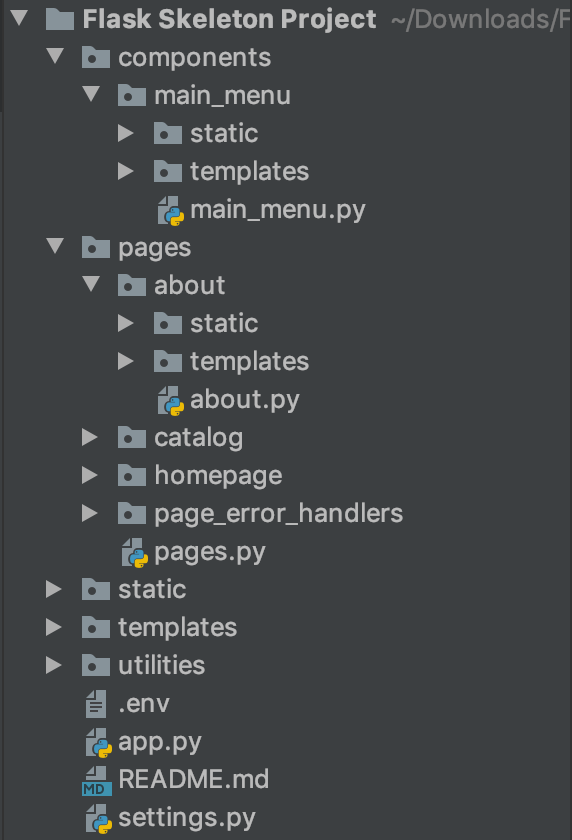 Flask Skeleton Project ~/Downloads/F
components
main_menu
static
templates
main_menu.py
pages
about
static
templates
about.py
catalog
homepage
page_error_handlers
pages.py
static
templates
utilities
.env
app.py
MD README.md
settings.py